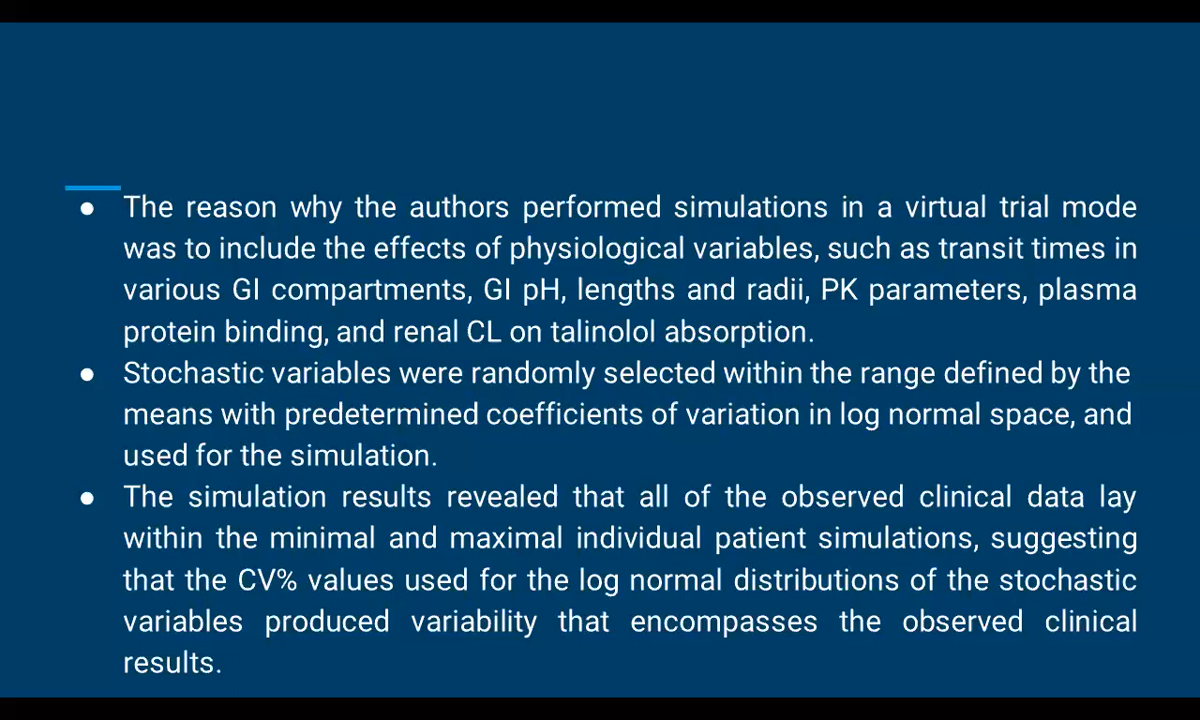 ● The reason why the authors performed simulations in a virtual trial mode
was to include the effects of physiological variables, such as transit times in
various GI compartments, GI pH, lengths and radii, PK parameters, plasma
protein binding, and renal CL on talinolol absorption.
● Stochastic variables were randomly selected within the range defined by the
means with predetermined coefficients of variation in log normal space, and
used for the simulation.
● The simulation results revealed that all of the observed clinical data lay
within the minimal and maximal individual patient simulations, suggesting
that the CV% values used for the log normal distributions of the stochastic
variables produced variability that encompasses the observed clinical
results.